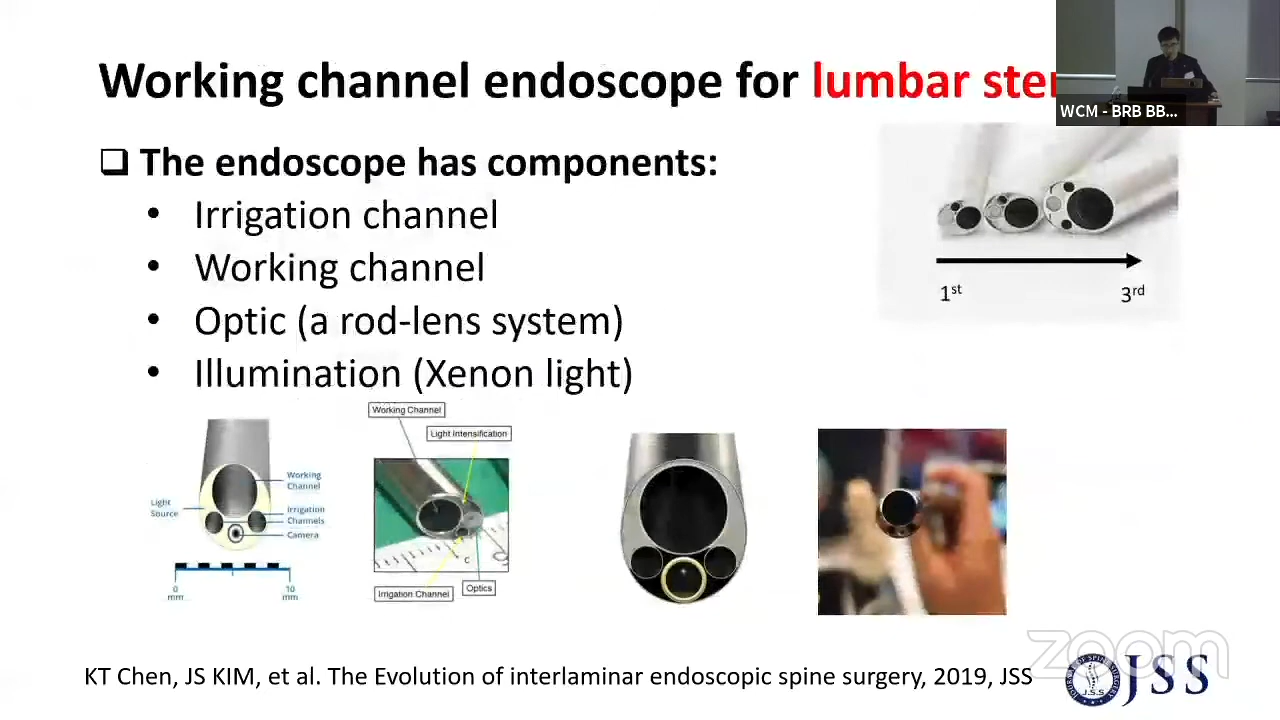 Working channel endoscope for lumbar ste
WCM - BRB BB...
❑ The endoscope has components:
• Irrigation channel
• Working channel
• Optic (a rod-lens system)
• Illumination (Xenon light)
1st
3rd
Working Channel
Light Intensification
Working
Channel
Light
Source
Irrigation
Channels
Camera
0
mm
10
mm
C
Irrigation Channel
Optics
KT Chen, JS KIM, et al. The Evolution of interlaminar endoscopic spine surgery, 2019, JSS
zoom
J.S.S
JSS